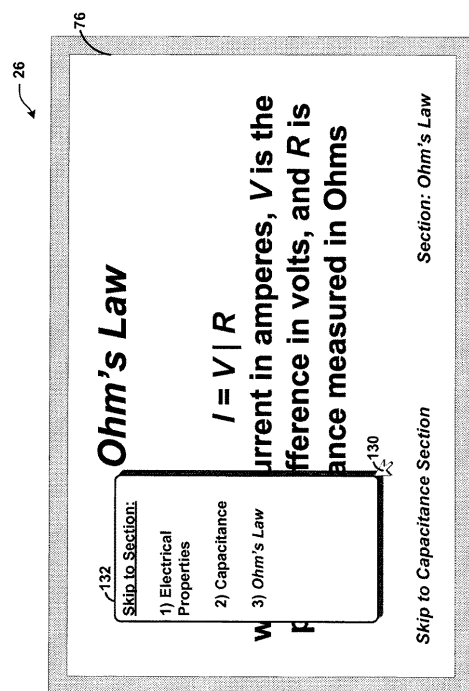 26
76
Ohm's Law
I = V | R
urrent in amperes, V is the
fference in volts, and R is
ance measured in Ohms
132
Skip to Section:
1) Electrical
Properties
2) Capacitance
3) Ohm's Law
130
Skip to Capacitance Section
Section: Ohm's Law